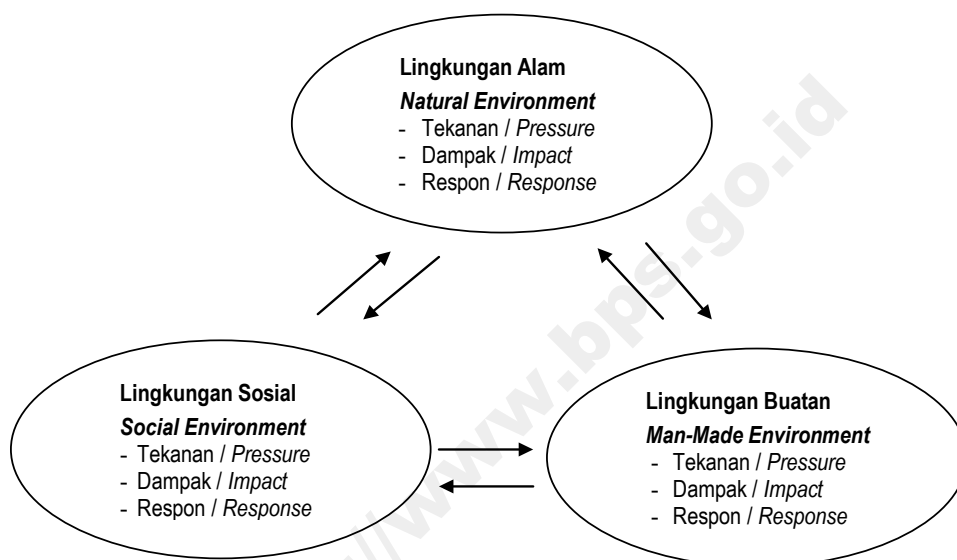 Lingkungan Alam
Natural Environment
- Tekanan / Pressure
- Dampak / Impact
- Respon / Response
Lingkungan Sosial
Social Environment
- Tekanan / Pressure
- Dampak / Impact
- Respon / Response
Lingkungan Buatan
Man-Made Environment
- Tekanan / Pressure
- Dampak / Impact
- Respon / Response
//www.bps.go.id